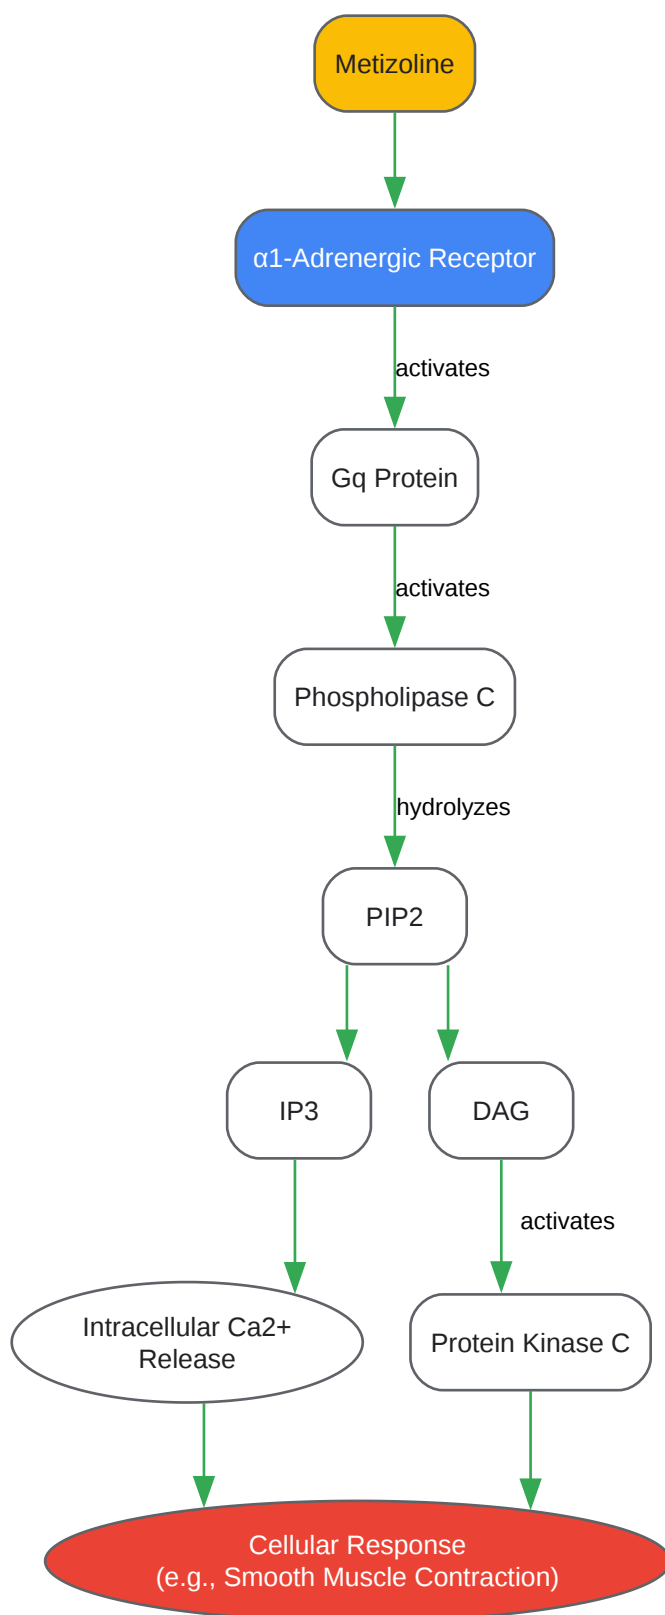 Metizoline
α1-Adrenergic Receptor
activates
Gq Protein
activates
Phospholipase C
hydrolyzes
PIP2
IP3
DAG
activates
Intracellular Ca2+
Release
Protein Kinase C
Cellular Response
(e.g., Smooth Muscle Contraction)